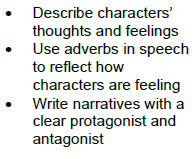 • Describe characters'
thoughts and feelings
• Use adverbs in speech
to reflect how
characters are feeling
• Write narratives with a
clear protagonist and
antagonist